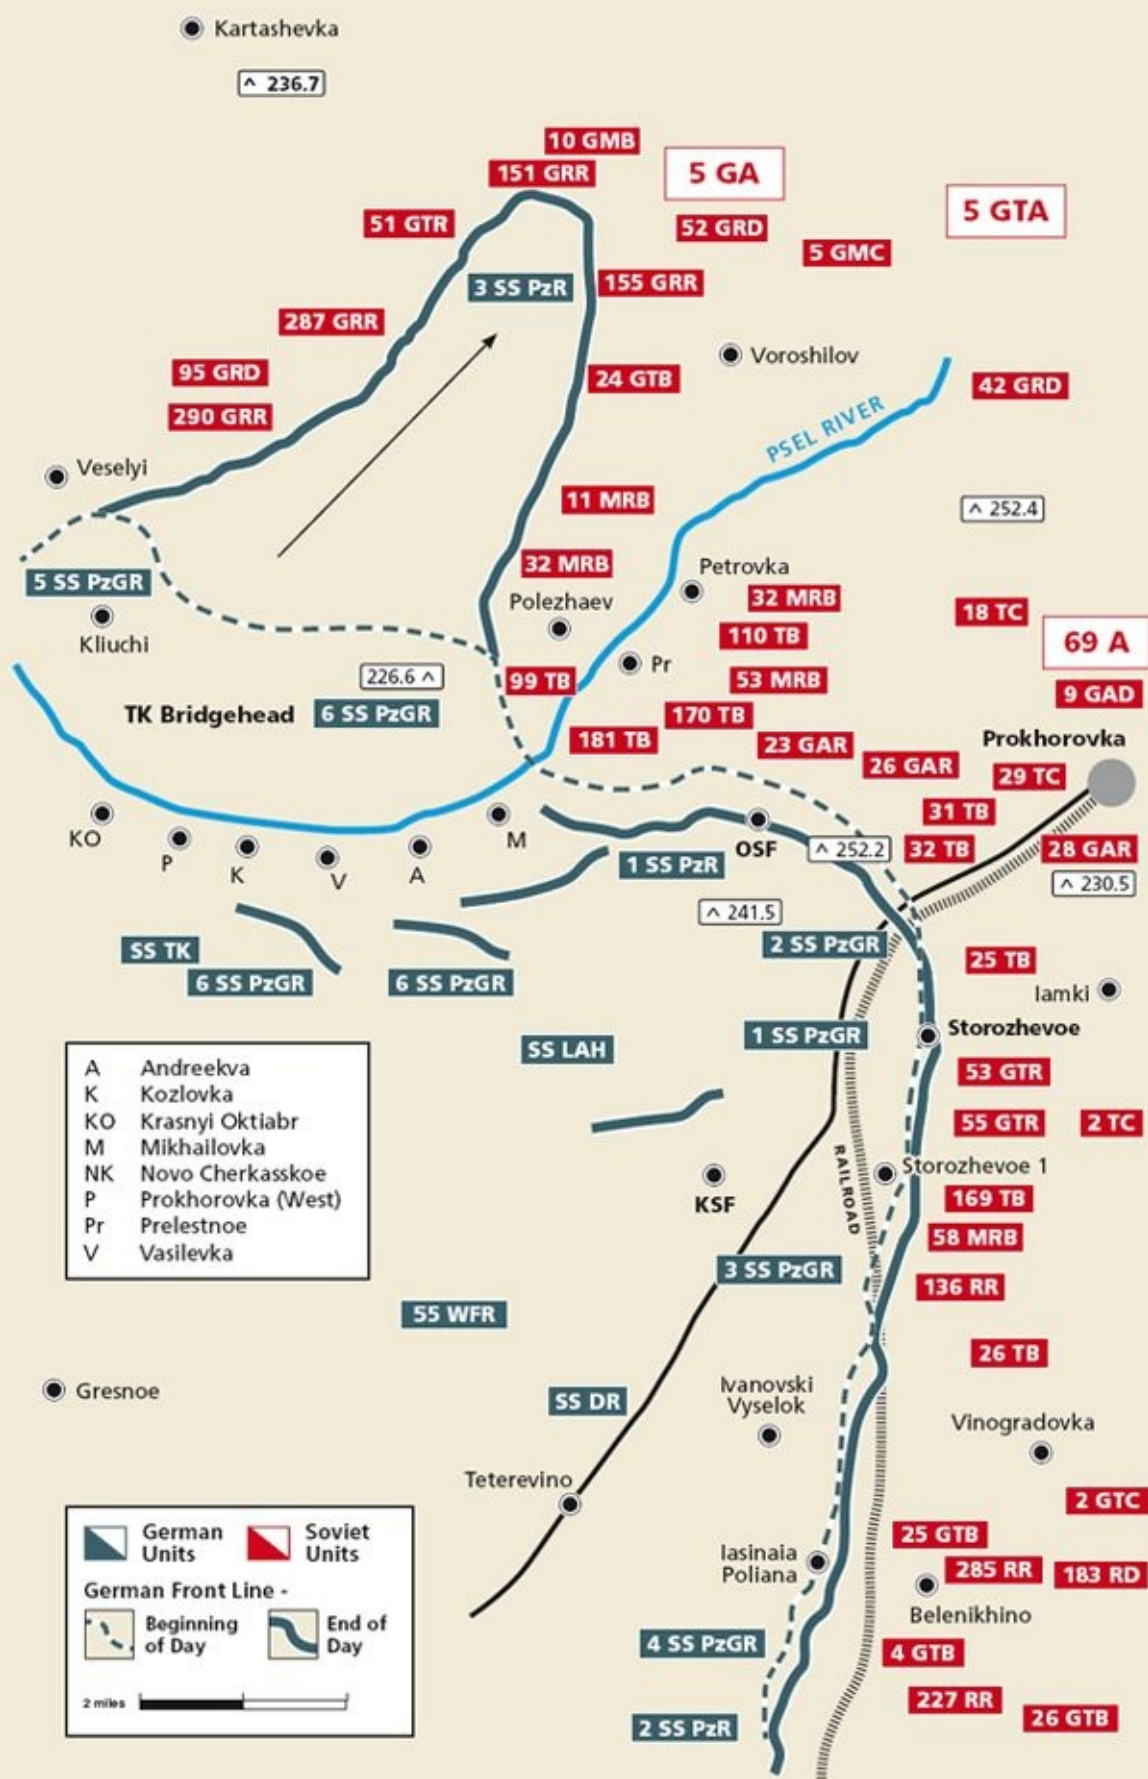 Kartashevka
^ 236.7
10 GMB
151 GRR
5 GA
5 GTA
51 GTR
52 GRD
5 GMC
3 SS PzR
155 GRR
287 GRR
Voroshilov
95 GRD
24 GTB
42 GRD
290 GRR
PSEL RIVER
Veselyi
11 MRB
^ 252.4
32 MRB
Petrovka
5 SS PzGR
Polezhaev
32 MRB
18 TC
Kliuchi
110 TB
69 A
226.6 ^
99 TB
Pr
53 MRB
9 GAD
TK Bridgehead
6 SS PzGR
170 TB
181 TB
23 GAR
Prokhorovka
26 GAR
29 TC
31 TB
KO
P
K
V
A
M
OSF
^ 252.2
32 TB
28 GAR
1 SS PzR
^ 230.5
^ 241.5
SS TK
2 SS PzGR
25 TB
6 SS PzGR
6 SS PzGR
Iamki
1 SS PzGR
Storozhevoe
SS LAH
53 GTR
55 GTR
2 TC
A Andreekva
K Kozlovka
KO Krasnyi Oktiabr
M Mikhailovka
NK Novo Cherkasskoe
P Prokhorovka (West)
Pr Prelestnoe
V Vasilevka
RAILROAD
Storozhevoe 1
KSF
169 TB
58 MRB
3 SS PzGR
136 RR
55 WFR
26 TB
Gresnoe
SS DR
Ivanovski
Vyselok
Vinogradovka
Teterevino
2 GTC
25 GTB
Iasinaia
Poliana
285 RR
183 RD
Belenikhino
4 SS PzGR
4 GTB
227 RR
2 SS PzR
26 GTB
German
Units
Soviet
Units
German Front Line -
Beginning
of Day
End of
Day
2 miles